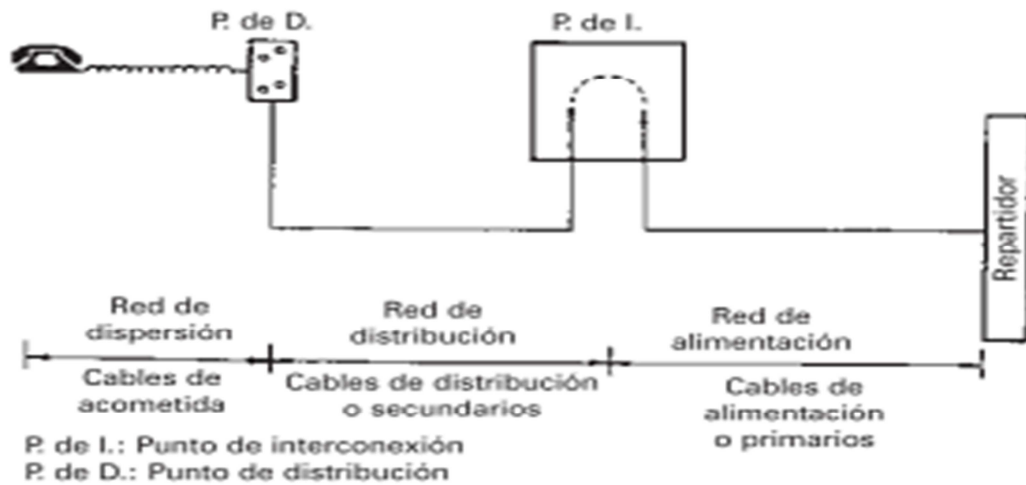 P. de D.
P. de I.
Repartidor
Red de
dispersión
Cables de
acometida
Red de
distribución
Cables de distribución
o secundarios
Red de
alimentación
Cables de
alimentación
o primarios
P. de I.: Punto de interconexión
P. de D.: Punto de distribución